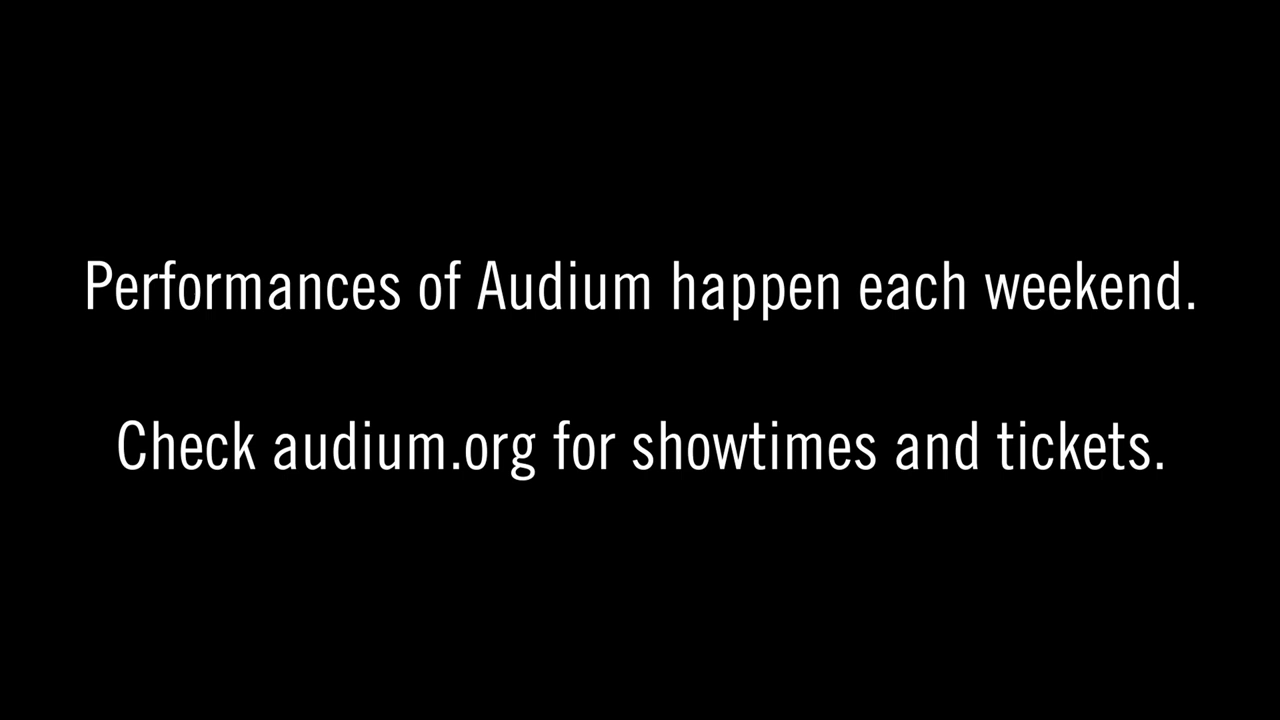 Performances of Audium happen each weekend.
Check audium.org for showtimes and tickets.